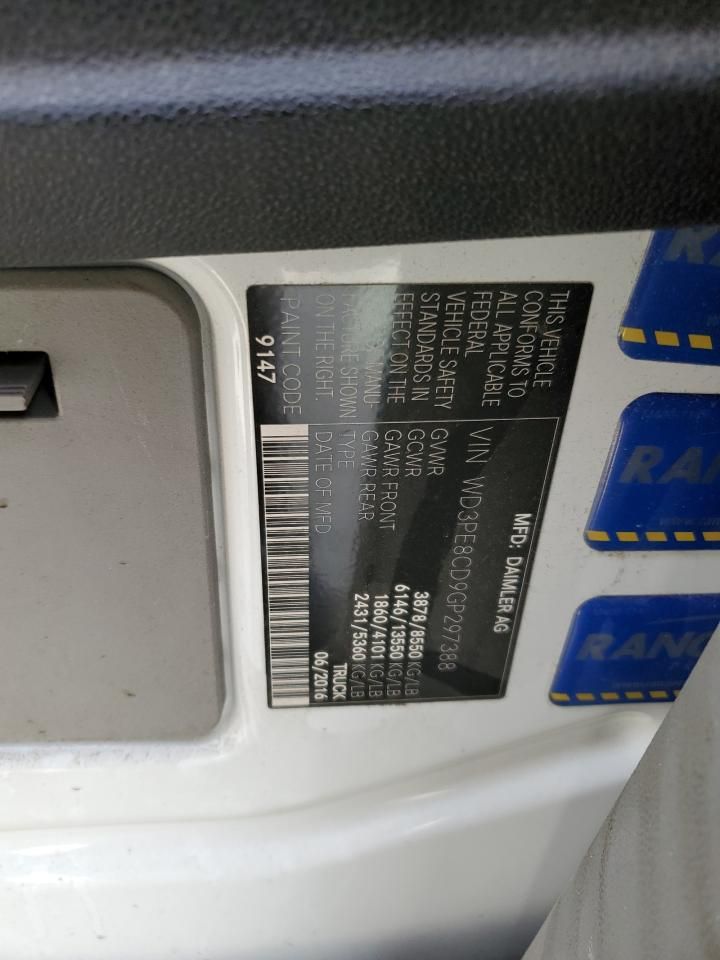 MFD: DAIMLER AG
VIN WD3PE8CD9GP297388
GVWR 3878/8550 KG/LB
GCWR 6146/13550 KG/LB
GAWR FRONT 1860/4101 KG/LB
GAWR REAR 2431/5360 KG/LB
TYPE TRUCK
DATE OF MFD 06/2016
THIS VEHICLE
CONFORMS TO
ALL APPLICABLE
FEDERAL
VEHICLE SAFETY
STANDARDS IN
EFFECT ON THE
MANU
FACTURE SHOWN
ON THE RIGHT.
PAINT CODE
9147
RANG
RANG